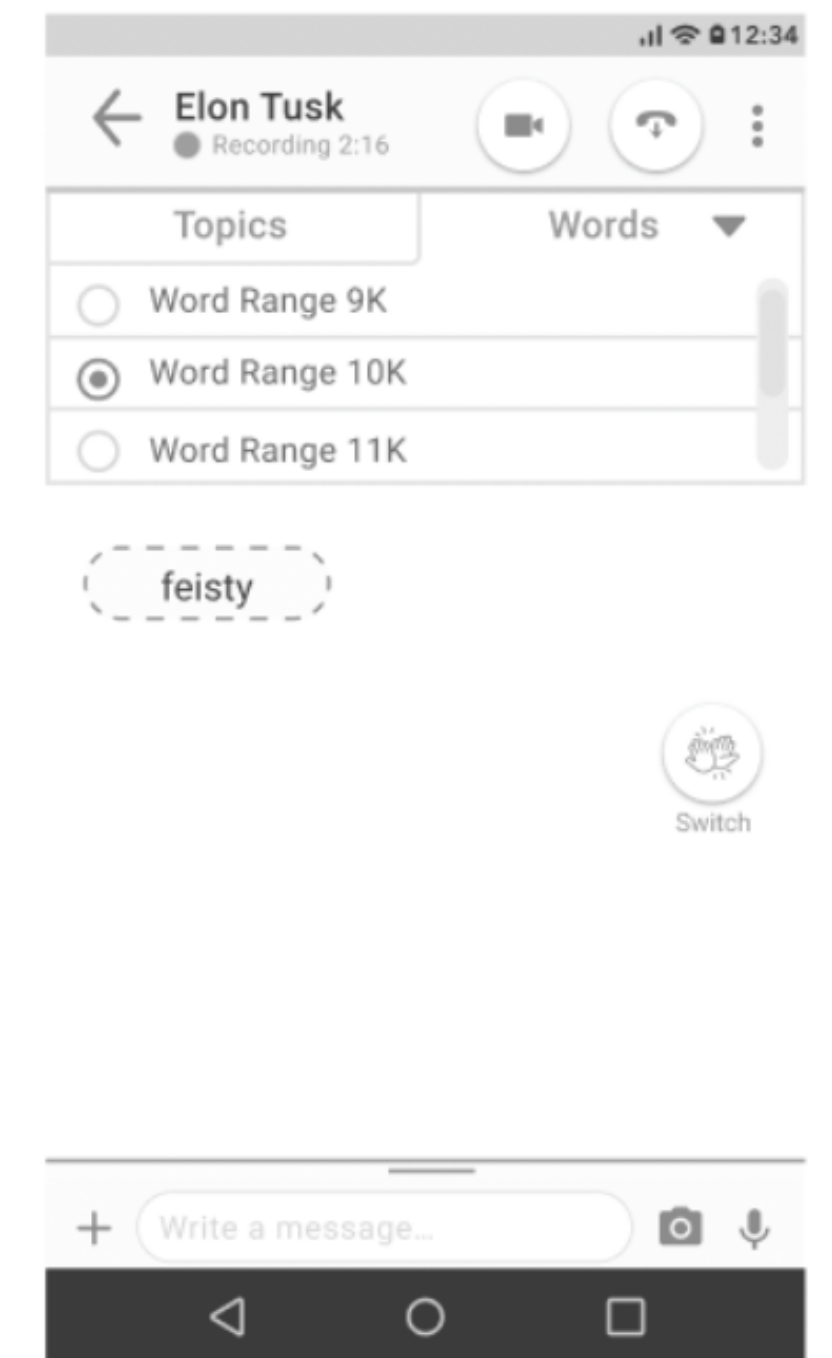 12:34
Elon Tusk
Recording 2:16
Topics Words
Word Range 9K
Word Range 10K
Word Range 11K
feisty
Switch
Write a message...